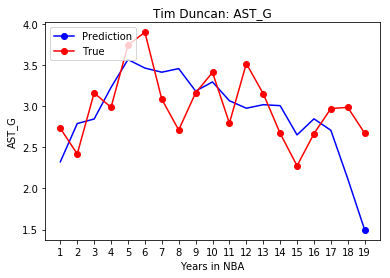 Tim Duncan: AST_G
Prediction
True
AST_G
4.0
3.5
3.0
2.5
2.0
1.5
1 2 3 4 5 6 7 8 9 10 11 12 13 14 15 16 17 18 19
Years in NBA